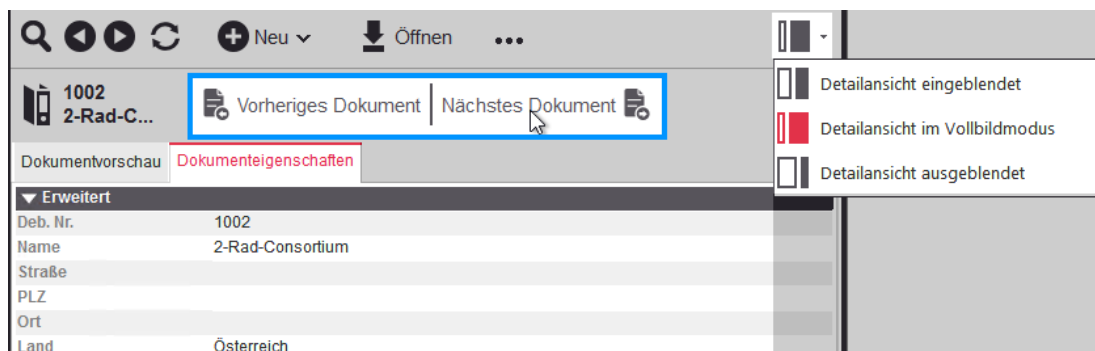 Neu
Öffnen
1002
2-Rad-C...
Vorheriges Dokument
Nächstes Dokument
Detailansicht eingeblendet
Detailansicht im Vollbildmodus
Detailansicht ausgeblendet
Dokumentvorschau
Dokumenteigenschaften
Erweitert
Deb. Nr. 1002
Name 2-Rad-Consortium
Straße
PLZ
Ort
Land Österreich